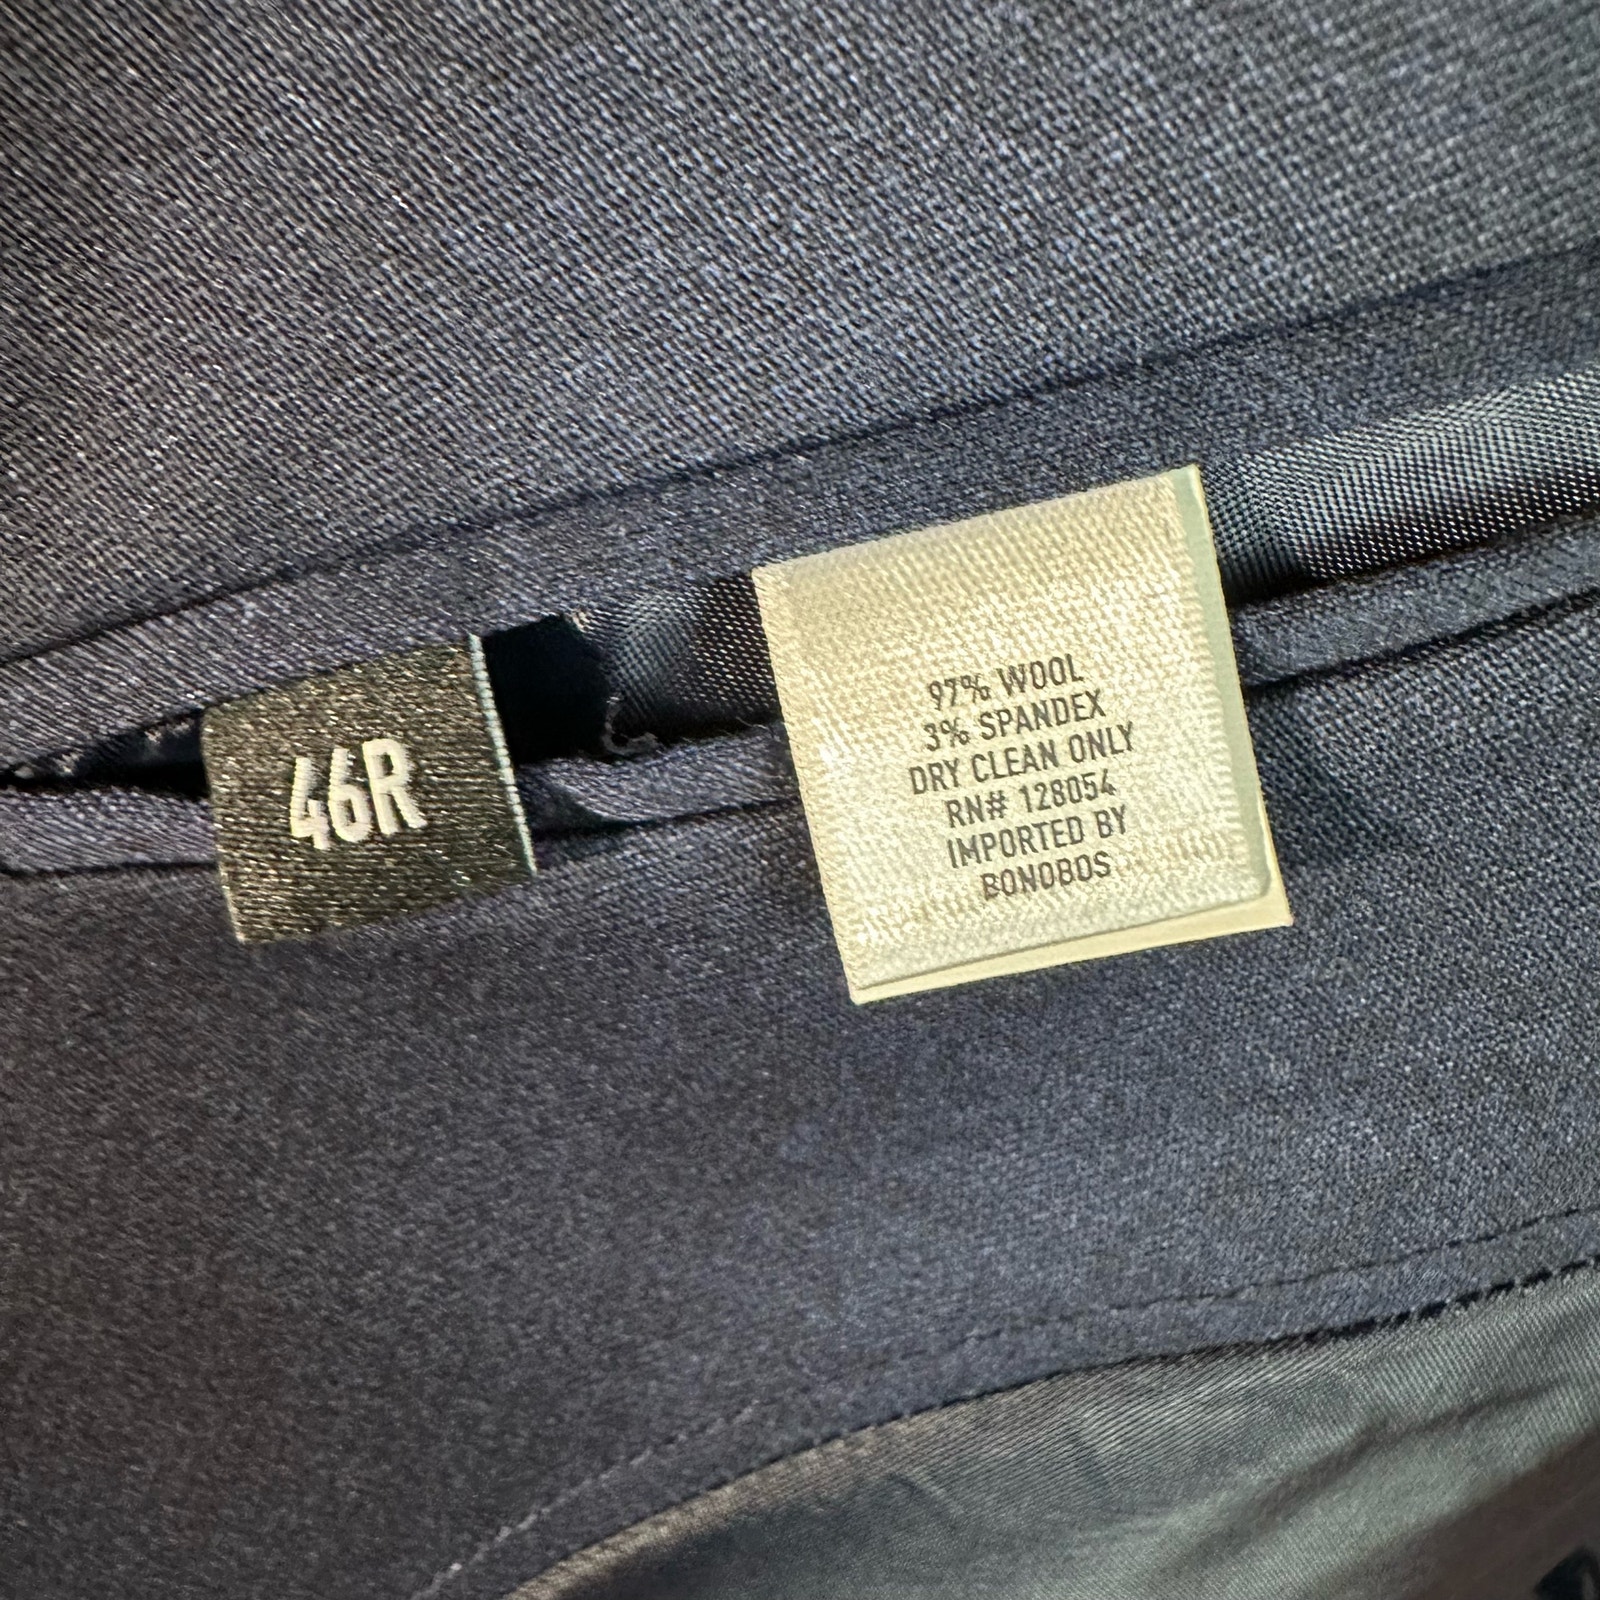 46R
97% WOOL
3% SPANDEX
DRY CLEAN ONLY
RN# 128054
IMPORTED BY
BONOBOS